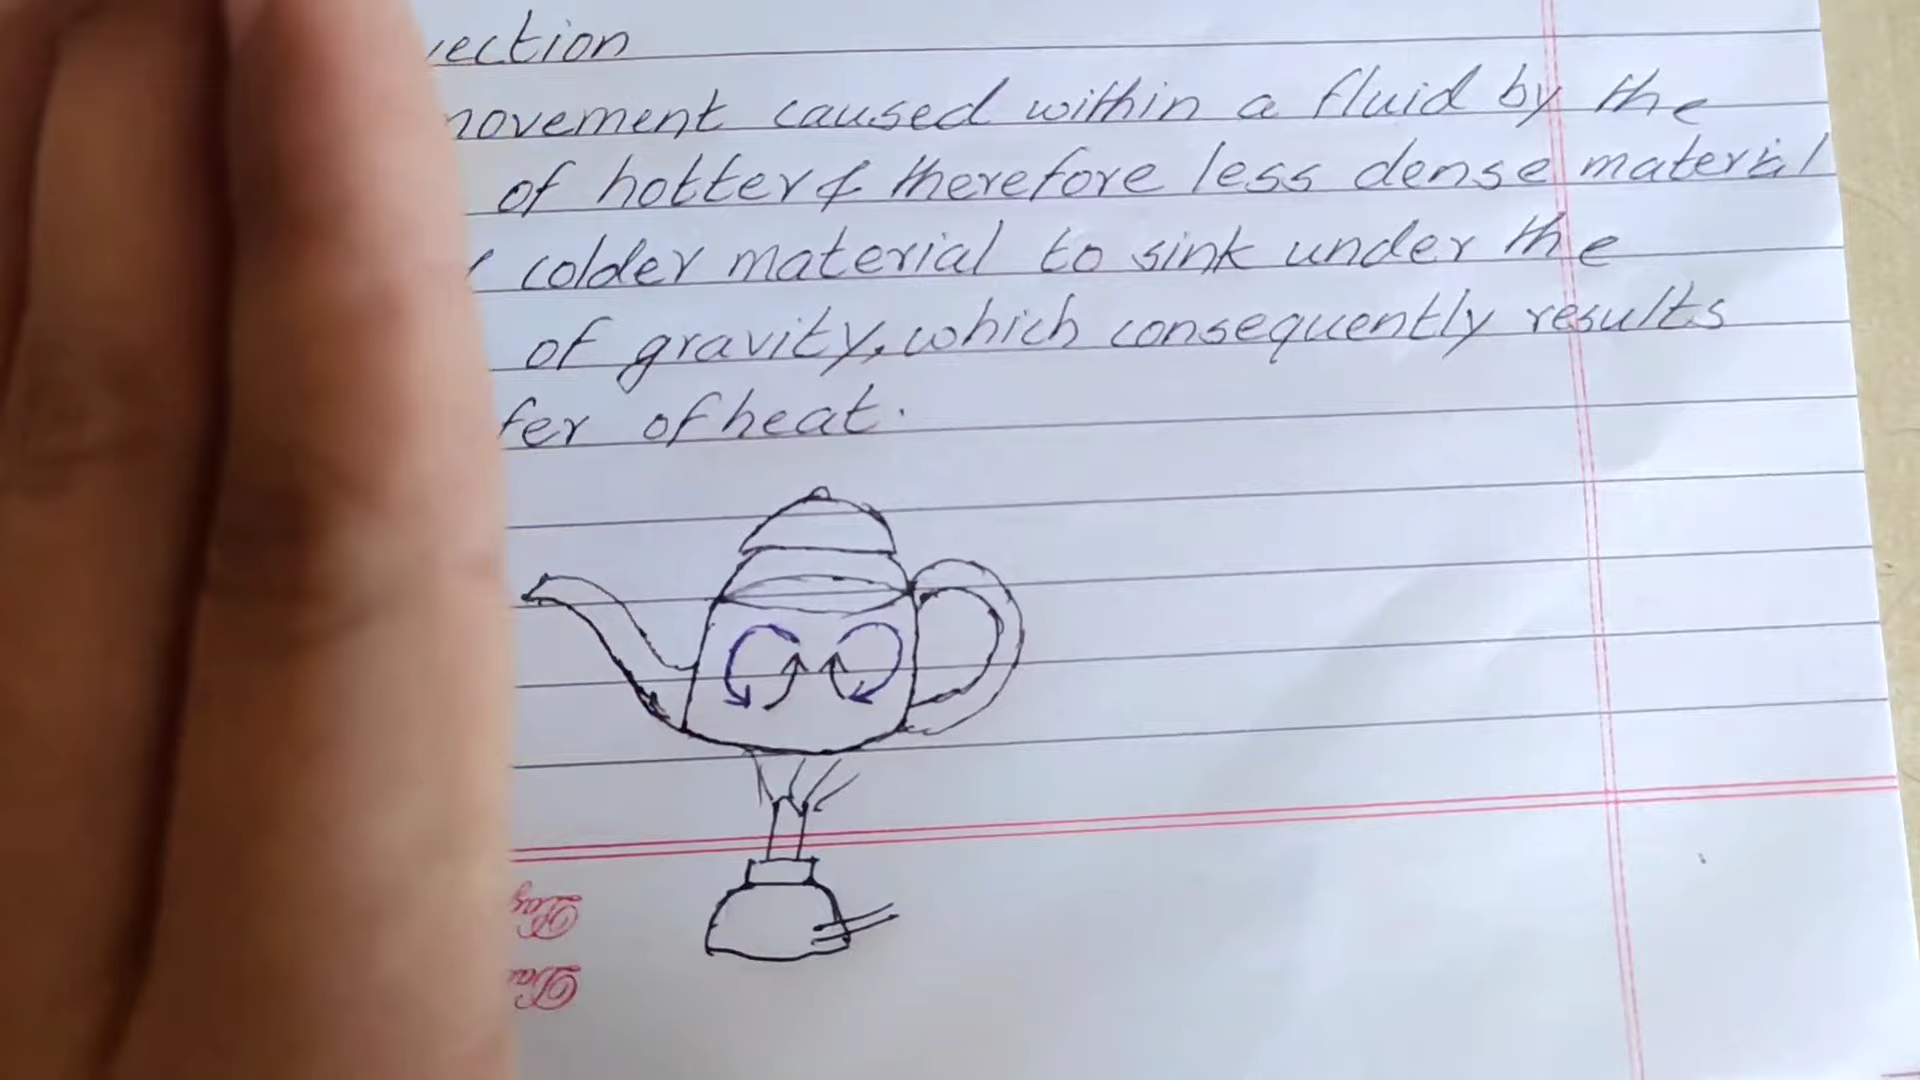 vection
movement caused within a fluid by the
of hotter & therefore less dense material
colder material to sink under the
of gravity, which consequently results
fer of heat.